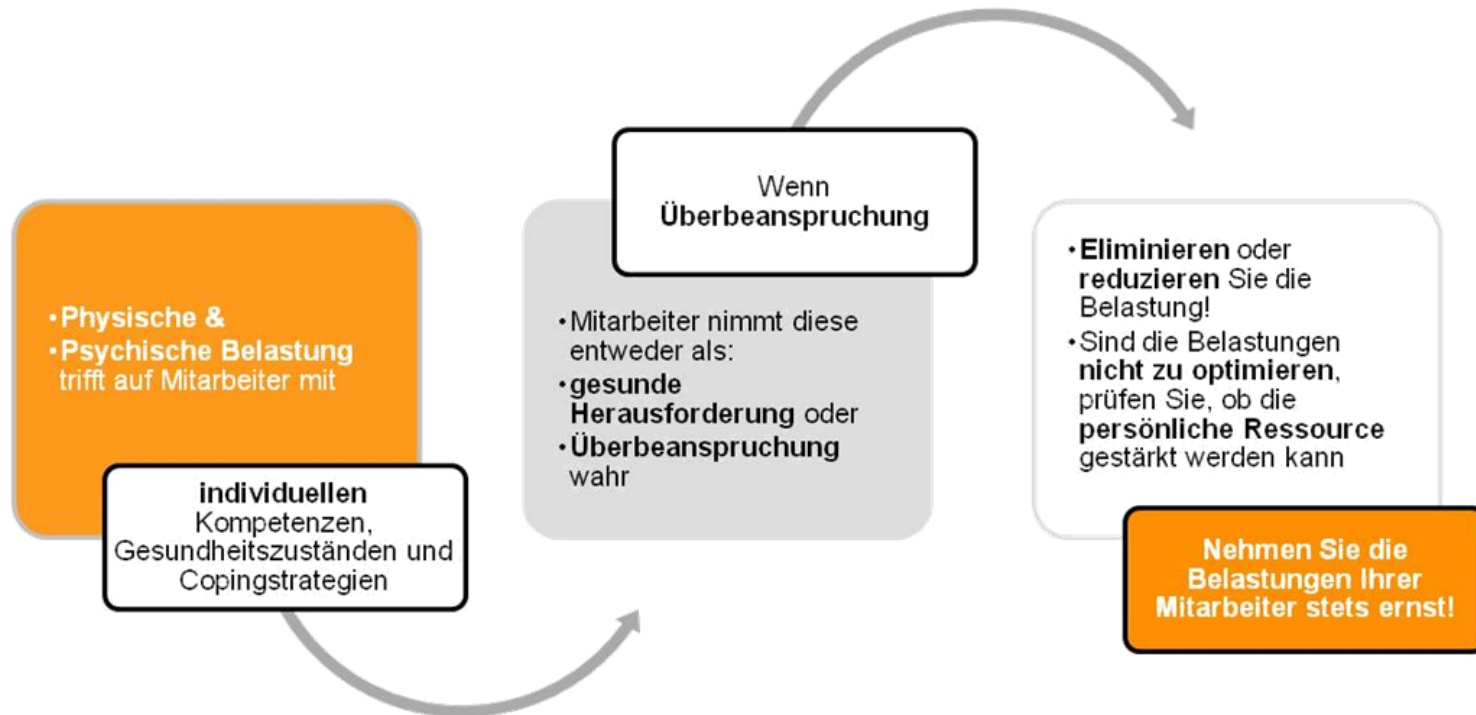 •Physische &
•Psychische Belastung
trifft auf Mitarbeiter mit
individuellen
Kompetenzen,
Gesundheitszuständen und
Copingstrategien
Wenn
Überbeanspruchung
•Mitarbeiter nimmt diese
entweder als:
•gesunde
Herausforderung oder
•Überbeanspruchung
wahr
•Eliminieren oder
reduzieren Sie die
Belastung!
•Sind die Belastungen
nicht zu optimieren,
prüfen Sie, ob die
persönliche Ressource
gestärkt werden kann
Nehmen Sie die
Belastungen Ihrer
Mitarbeiter stets ernst!